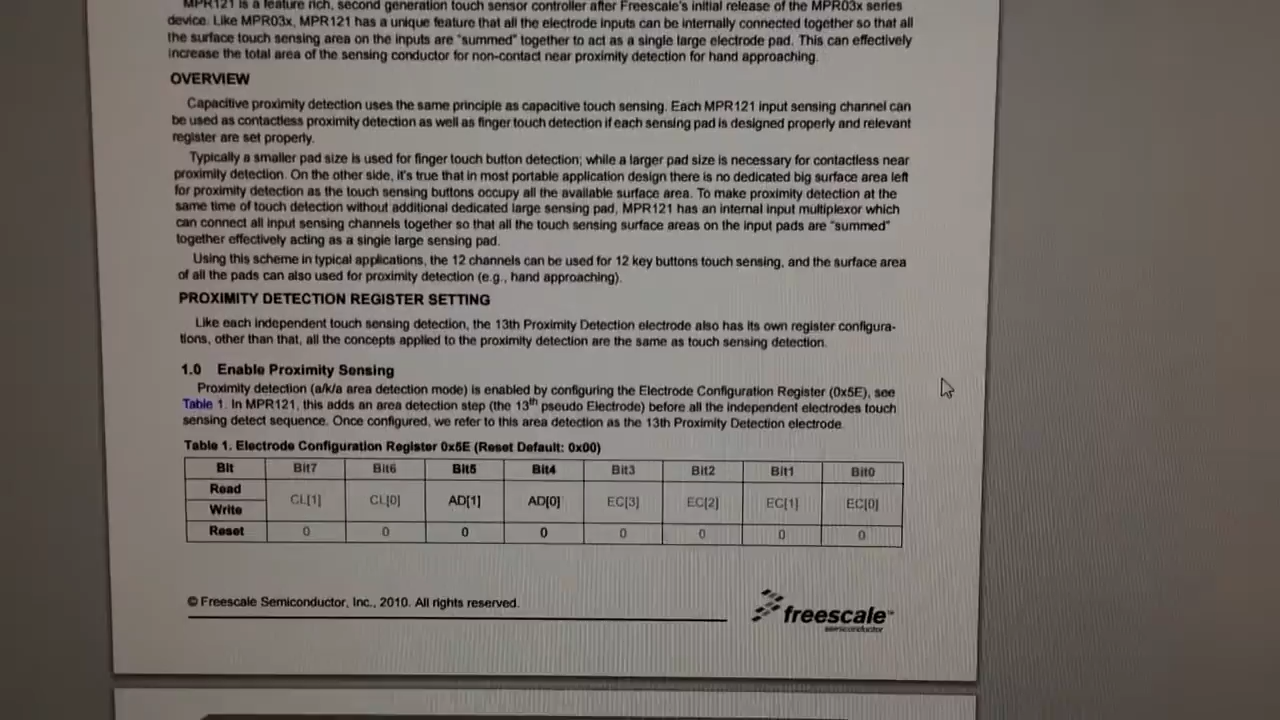 MPR121 is a feature rich, second generation touch sensor controller after Freescale's initial release of the MPR03x series
device. Like MPR03x, MPR121 has a unique feature that all the electrode inputs can be internally connected together so that all
the surface touch sensing area on the inputs are "summed" together to act as a single large electrode pad. This can effectively
increase the total area of the sensing conductor for non-contact near proximity detection for hand approaching.
OVERVIEW
Capacitive proximity detection uses the same principle as capacitive touch sensing. Each MPR121 input sensing channel can
be used as contactless proximity detection as well as finger touch detection if each sensing pad is designed properly and relevant
register are set properly.
Typically a smaller pad size is used for finger touch button detection; while a larger pad size is necessary for contactless near
proximity detection. On the other side, it's true that in most portable application design there is no dedicated big surface area left
for proximity detection as the touch sensing buttons occupy all the available surface area. To make proximity detection at the
same time of touch detection without additional dedicated large sensing pad, MPR121 has an internal input multiplexor which
can connect all input sensing channels together so that all the touch sensing surface areas on the input pads are "summed"
together effectively acting as a single large sensing pad.
Using this scheme in typical applications, the 12 channels can be used for 12 key buttons touch sensing, and the surface area
of all the pads can also used for proximity detection (e.g., hand approaching).
PROXIMITY DETECTION REGISTER SETTING
Like each independent touch sensing detection, the 13th Proximity Detection electrode also has its own register configura-
tions, other than that, all the concepts applied to the proximity detection are the same as touch sensing detection.
1.0 Enable Proximity Sensing
Proximity detection (a/k/a area detection mode) is enabled by configuring the Electrode Configuration Register (0x5E), see
Table 1. In MPR121, this adds an area detection step (the 13th pseudo Electrode) before all the independent electrodes touch
sensing detect sequence. Once configured, we refer to this area detection as the 13th Proximity Detection electrode.
Table 1. Electrode Configuration Register 0x5E (Reset Default: 0x00)
Bit Bit7 Bit6 Bit5 Bit4 Bit3 Bit2 Bit1 Bit0
Read
CL[1] CL[0] AD[1] AD[0] EC[3] EC[2] EC[1] EC[0]
Write
Reset 0 0 0 0 0 0 0 0
© Freescale Semiconductor, Inc., 2010. All rights reserved.
freescale™
semiconductor